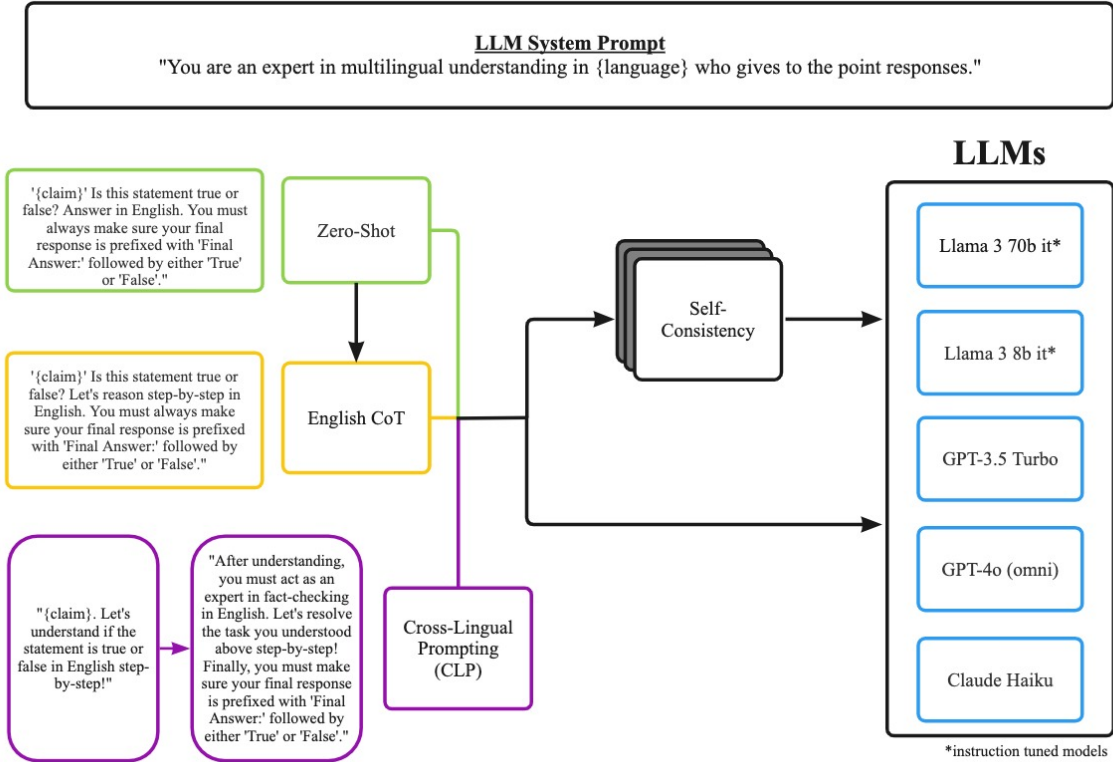 LLM System Prompt
"You are an expert in multilingual understanding in {language} who gives to the point responses."
LLMs
'{claim}' Is this statement true or
false? Answer in English. You must
always make sure your final
response is prefixed with 'Final
Answer:' followed by either 'True'
or 'False'."
Zero-Shot
'{claim}' Is this statement true or
false? Let's reason step-by-step in
English. You must always make
sure your final response is prefixed
with 'Final Answer:' followed by
either 'True' or 'False'."
English CoT
"{claim}. Let's
understand if the
statement is true or
false in English step-
by-step!"
"After understanding,
you must act as an
expert in fact-checking
in English. Let's resolve
the task you understood
above step-by-step!
Finally, you must make
sure your final response
is prefixed with 'Final
Answer:' followed by
either 'True' or 'False'."
Cross-Lingual
Prompting
(CLP)
Self-
Consistency
Llama 3 70b it*
Llama 3 8b it*
GPT-3.5 Turbo
GPT-4o (omni)
Claude Haiku
*instruction tuned models